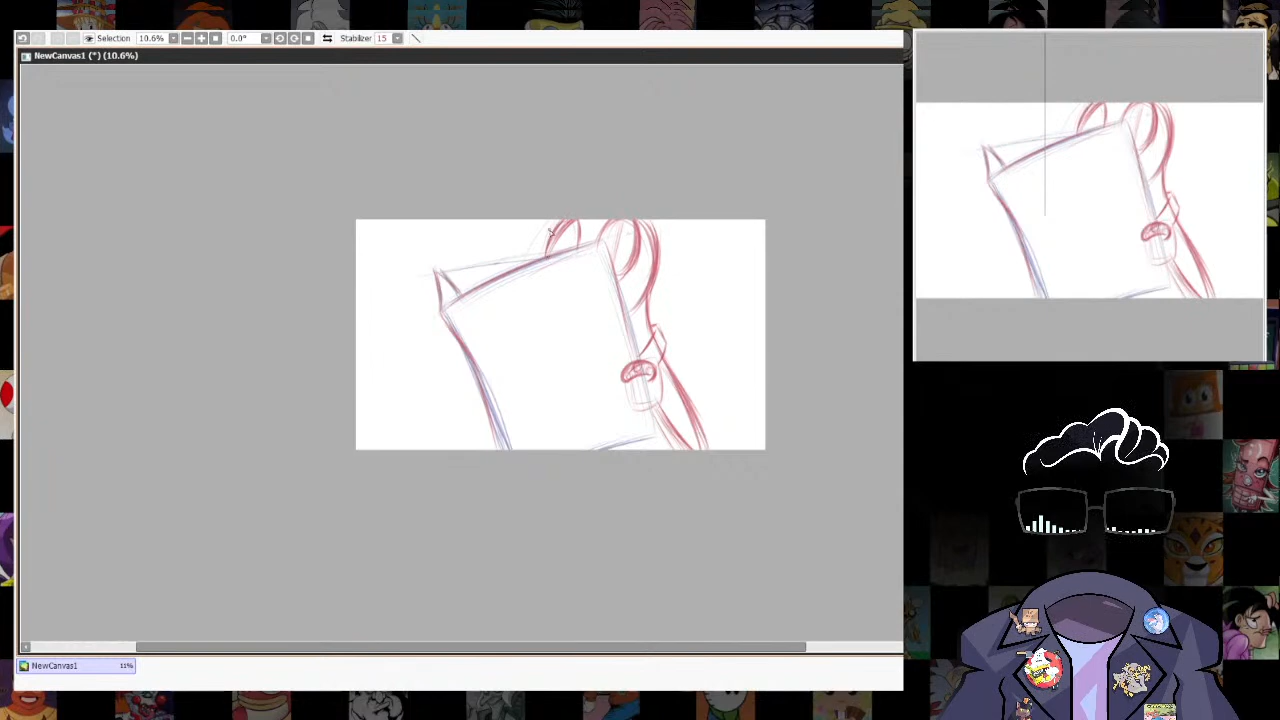 Selection 10.6% 0.0° Stabilizer 15
NewCanvas1 (*) (10.6%)
NewCanvas1 11%